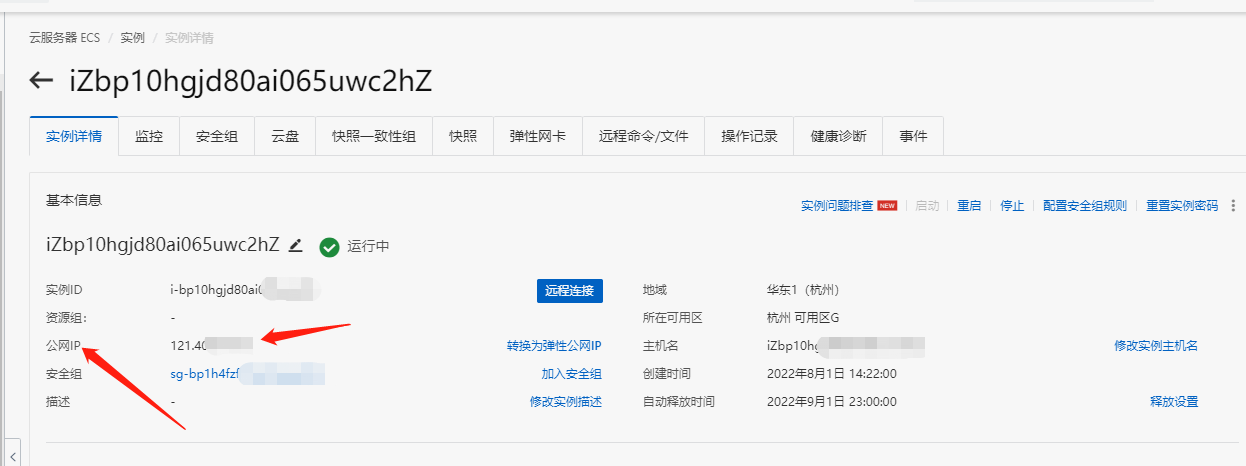 云服务器 ECS / 实例 / 实例详情
← iZbp10hgjd80ai065uwc2hZ
实例详情 监控 安全组 云盘 快照一致性组 快照 弹性网卡 远程命令/文件 操作记录 健康诊断 事件
基本信息
实例问题排查 NEW 启动 重启 停止 配置安全组规则 重置实例密码
iZbp10hgjd80ai065uwc2hZ 运行中
实例ID i-bp10hgjd80ai 远程连接 地域 华东1（杭州）
资源组: - 所在可用区 杭州 可用区G
公网IP 121.40 转换为弹性公网IP 主机名 iZbp10hg 修改实例主机名
安全组 sg-bp1h4fzf 加入安全组 创建时间 2022年8月1日 14:22:00
描述 - 修改实例描述 自动释放时间 2022年9月1日 23:00:00 释放设置